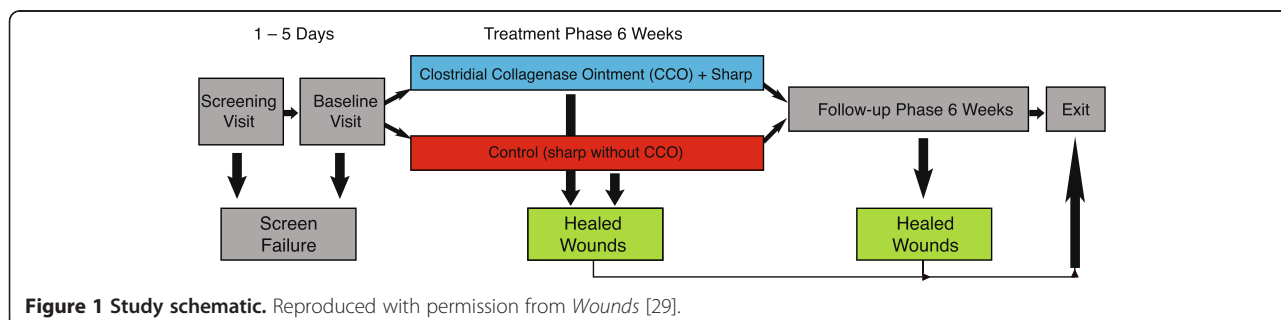 1 – 5 Days
Treatment Phase 6 Weeks
Clostridial Collagenase Ointment (CCO) + Sharp
Screening
Visit
Baseline
Visit
Follow-up Phase 6 Weeks
Exit
Control (sharp without CCO)
Screen
Failure
Healed
Wounds
Healed
Wounds
Figure 1 Study schematic. Reproduced with permission from Wounds [29].